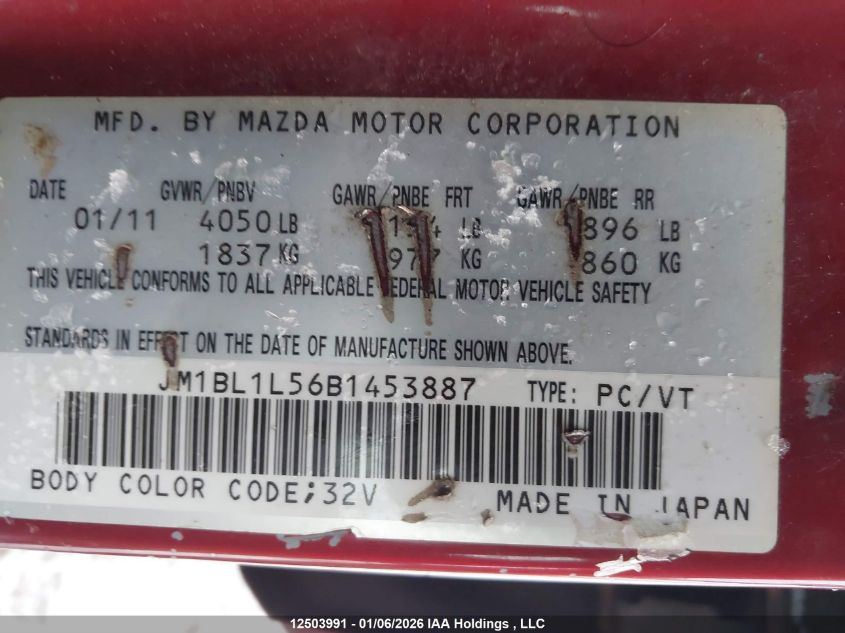 MFD. BY MAZDA MOTOR CORPORATION
DATE GVWR/PNBV GAWR/PNBE FRT GAWR/PNBE RR
01/11 4050 LB LB 1896 LB
1837 KG 977 KG 860 KG
THIS VEHICLE CONFORMS TO ALL APPLICABLE FEDERAL MOTOR VEHICLE SAFETY
STANDARDS IN EFFECT ON THE DATE OF MANUFACTURE SHOWN ABOVE.
JM1BL1L56B1453887 TYPE: PC/VT
BODY COLOR CODE;32V MADE IN JAPAN
12503991 - 01/06/2026 IAA Holdings , LLC